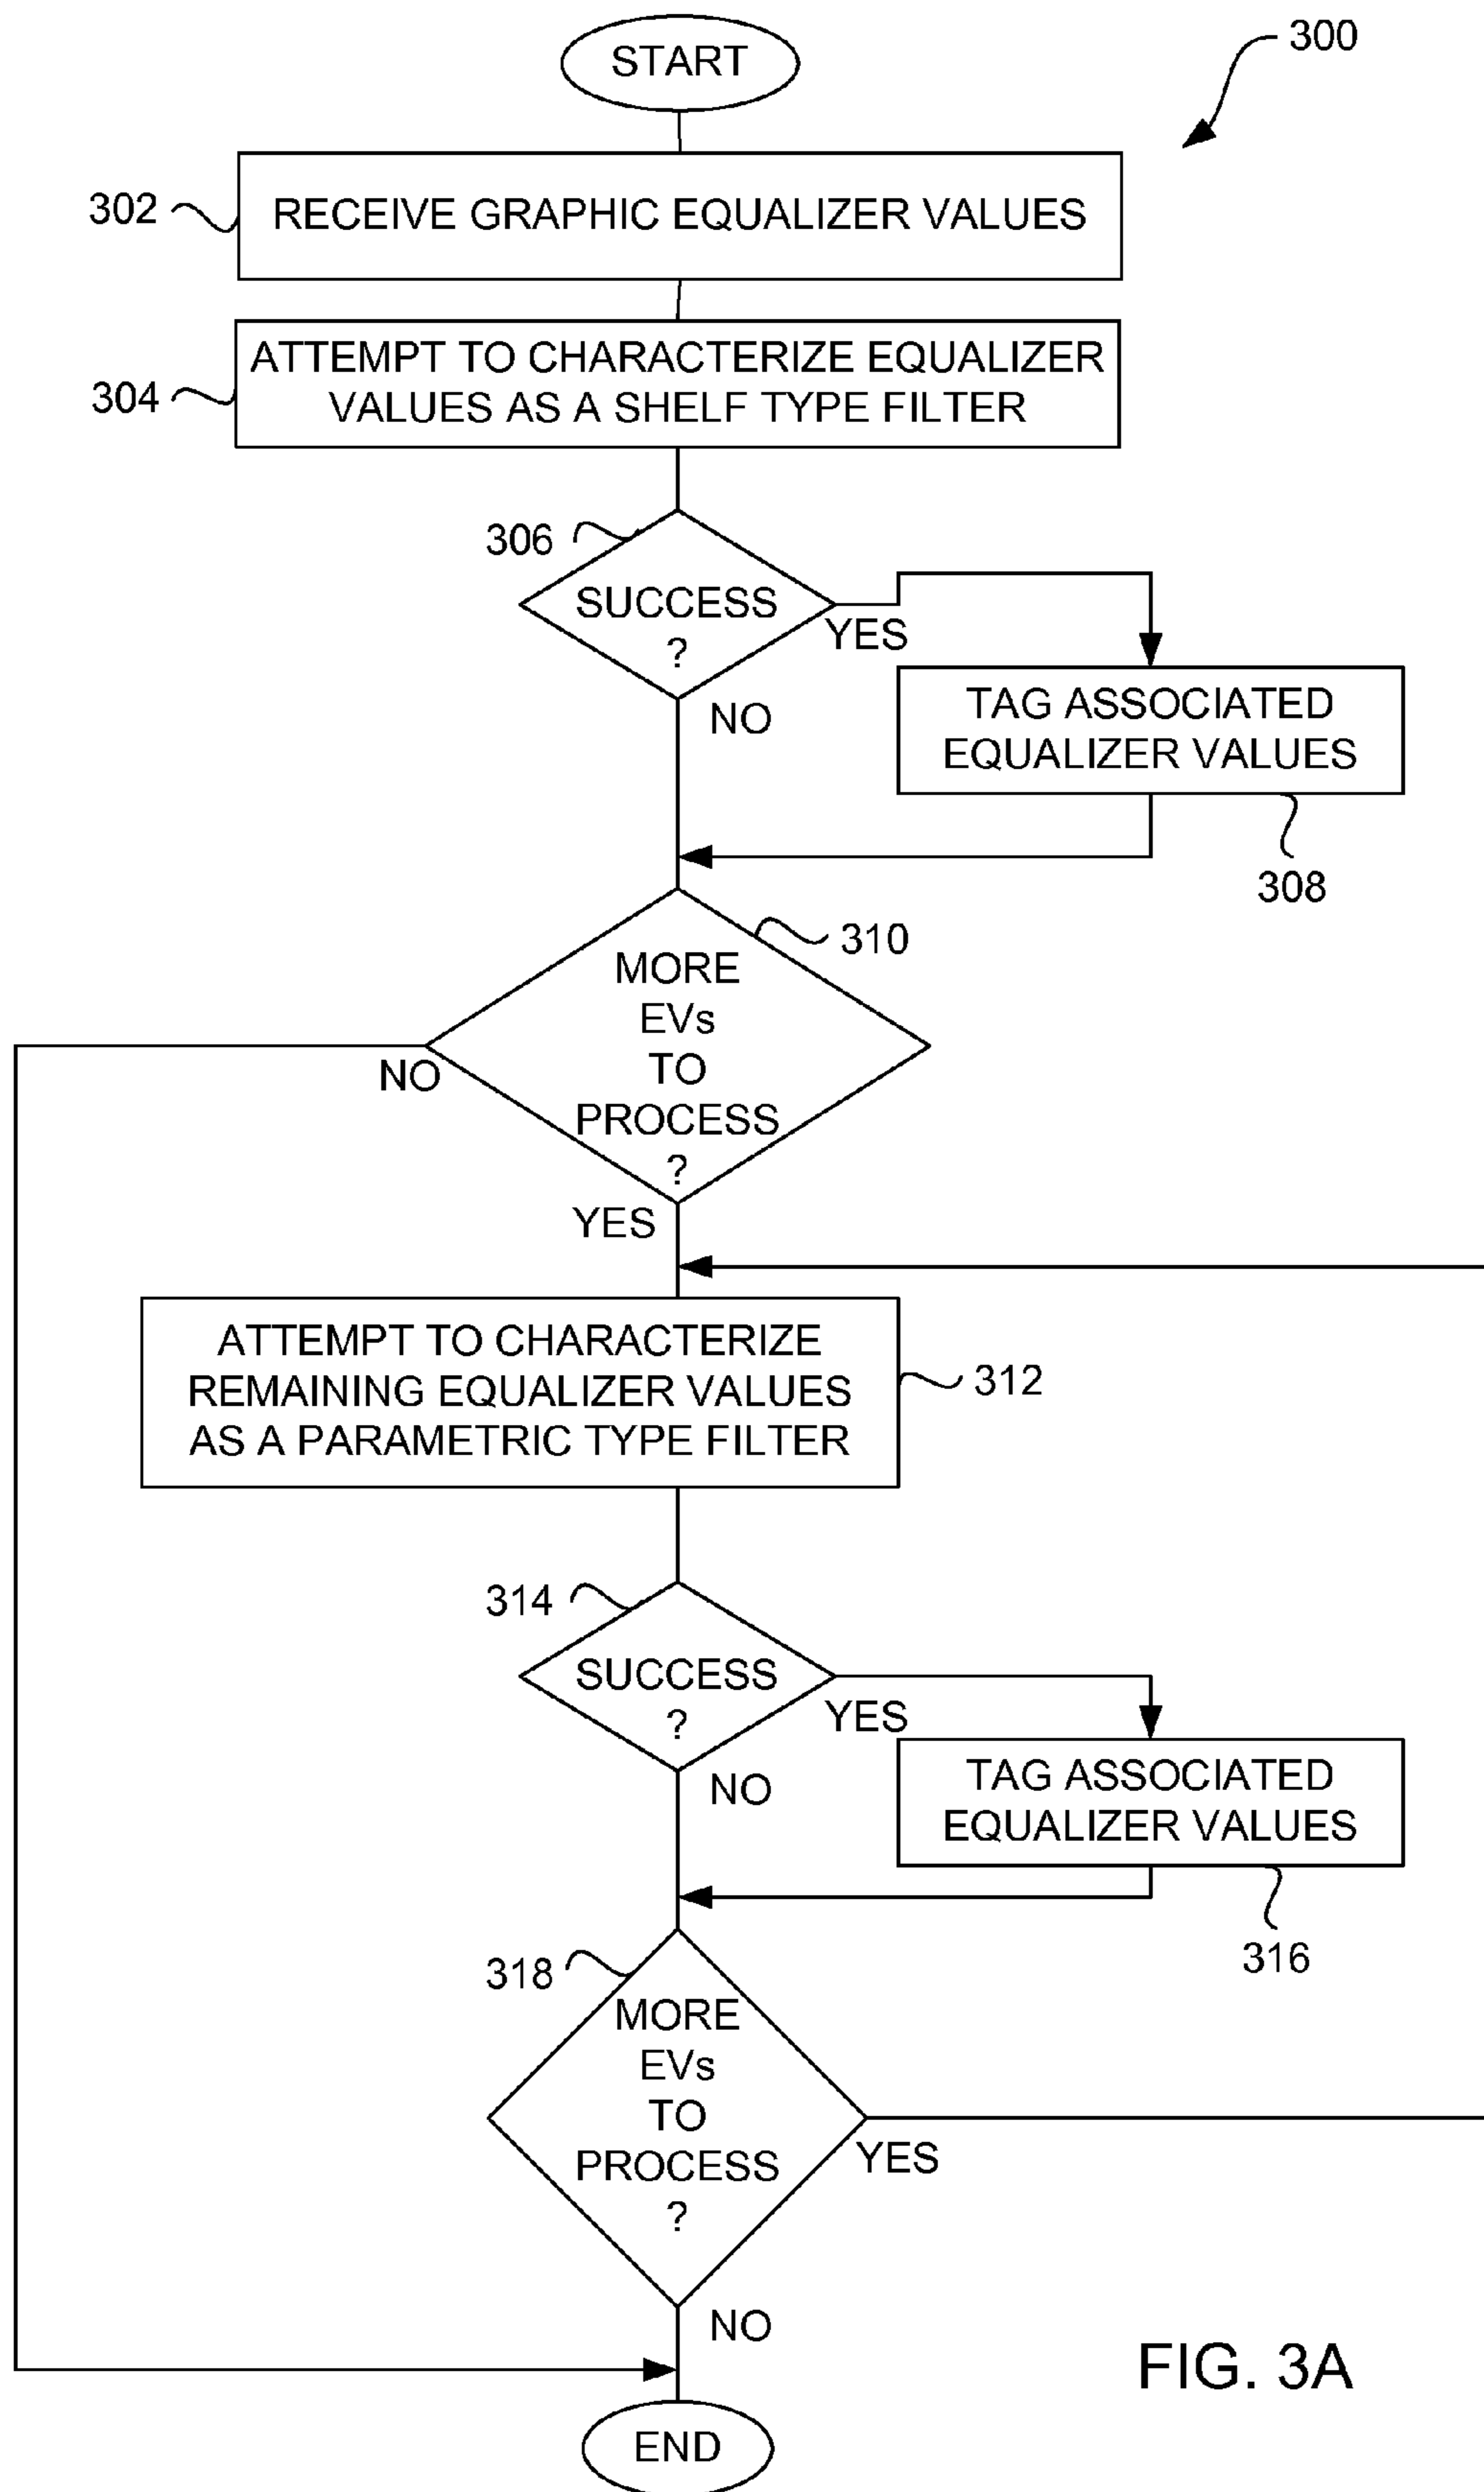 START
300
302
RECEIVE GRAPHIC EQUALIZER VALUES
304
ATTEMPT TO CHARACTERIZE EQUALIZER
VALUES AS A SHELF TYPE FILTER
306
SUCCESS
?
YES
NO
TAG ASSOCIATED
EQUALIZER VALUES
308
310
MORE
EVs
TO
PROCESS
?
NO
YES
ATTEMPT TO CHARACTERIZE
REMAINING EQUALIZER VALUES
AS A PARAMETRIC TYPE FILTER
312
314
SUCCESS
?
YES
NO
TAG ASSOCIATED
EQUALIZER VALUES
316
318
MORE
EVs
TO
PROCESS
?
YES
NO
END
FIG. 3A